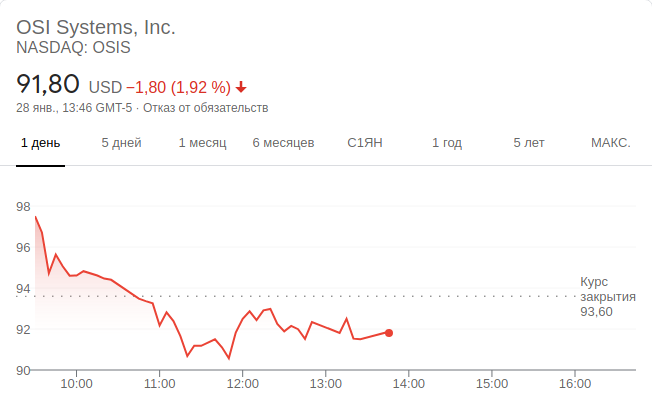 OSI Systems, Inc.
NASDAQ: OSIS
91,80 USD −1,80 (1,92 %)
28 янв., 13:46 GMT-5 · Отказ от обязательств
1 день 5 дней 1 месяц 6 месяцев С1ЯН 1 год 5 лет МАКС.
98
96
94
92
90
Курс
закрытия
93,60
10:00 11:00 12:00 13:00 14:00 15:00 16:00